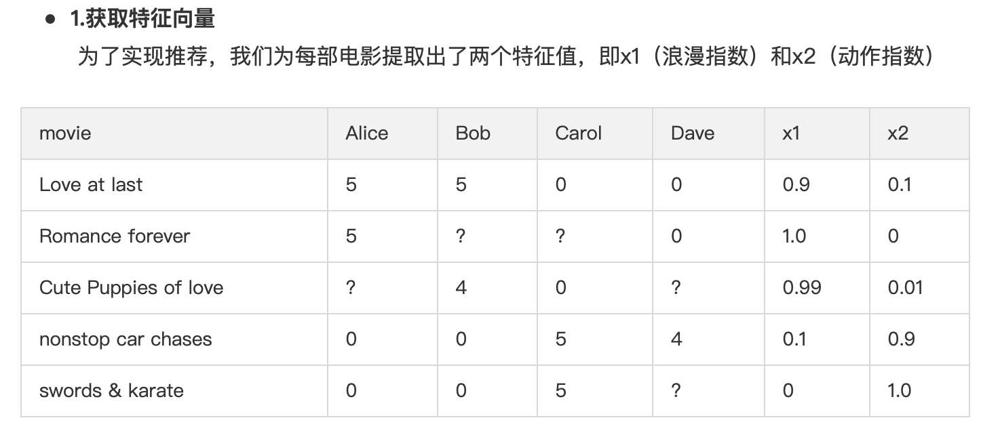 1.获取特征向量
为了实现推荐，我们为每部电影提取出了两个特征值，即x1（浪漫指数）和x2（动作指数）
movie Alice Bob Carol Dave x1 x2
Love at last 5 5 0 0 0.9 0.1
Romance forever 5 ? ? 0 1.0 0
Cute Puppies of love ? 4 0 ? 0.99 0.01
nonstop car chases 0 0 5 4 0.1 0.9
swords & karate 0 0 5 ? 0 1.0